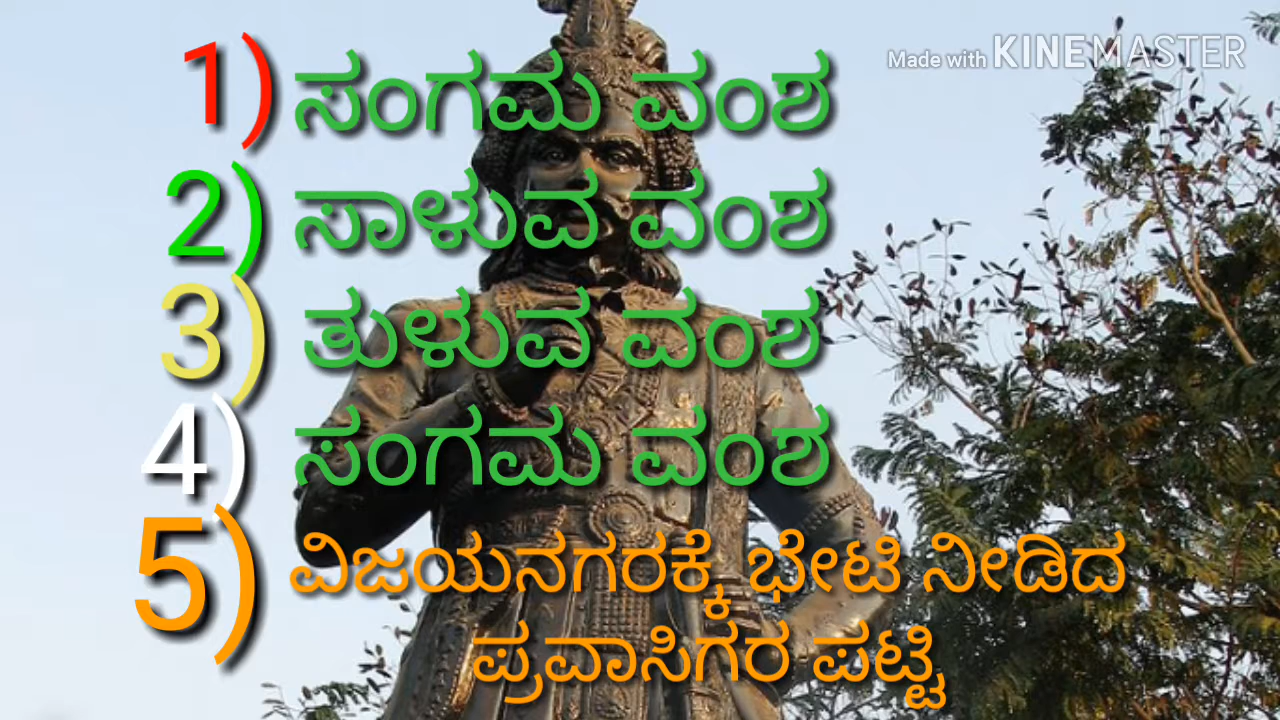 Made with KINEMASTER
1) ಸಂಗಮ ವಂಶ
2) ಸಾಳುವ ವಂಶ
3) ತುಳುವ ವಂಶ
4) ಸಂಗಮ ವಂಶ
5) ವಿಜಯನಗರಕ್ಕೆ ಭೇಟಿ ನೀಡಿದ
ಪ್ರವಾಸಿಗರ ಪಟ್ಟಿ